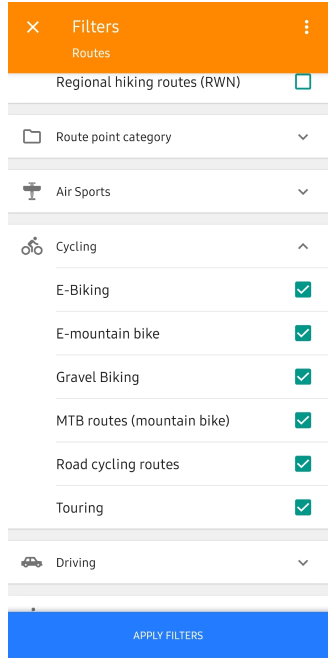 Filters
Routes
Regional hiking routes (RWN)
Route point category
Air Sports
Cycling
E-Biking
E-mountain bike
Gravel Biking
MTB routes (mountain bike)
Road cycling routes
Touring
Driving
APPLY FILTERS